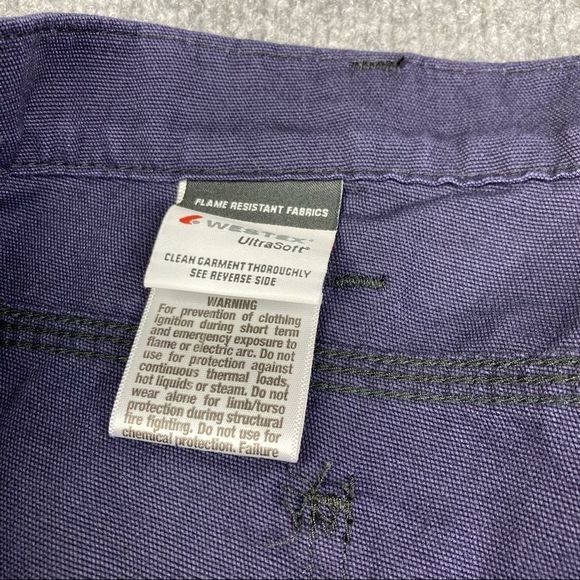 FLAME RESISTANT FABRICS
WESTEX®
UltraSoft®
CLEAN GARMENT THOROUGHLY
SEE REVERSE SIDE
WARNING
For prevention of clothing
ignition during short term
and emergency exposure to
flame or electric arc. Do not
use for protection against
continuous thermal loads,
hot liquids or steam. Do not
wear alone for limb/torso
protection during structural
fire fighting. Do not use for
chemical protection. Failure